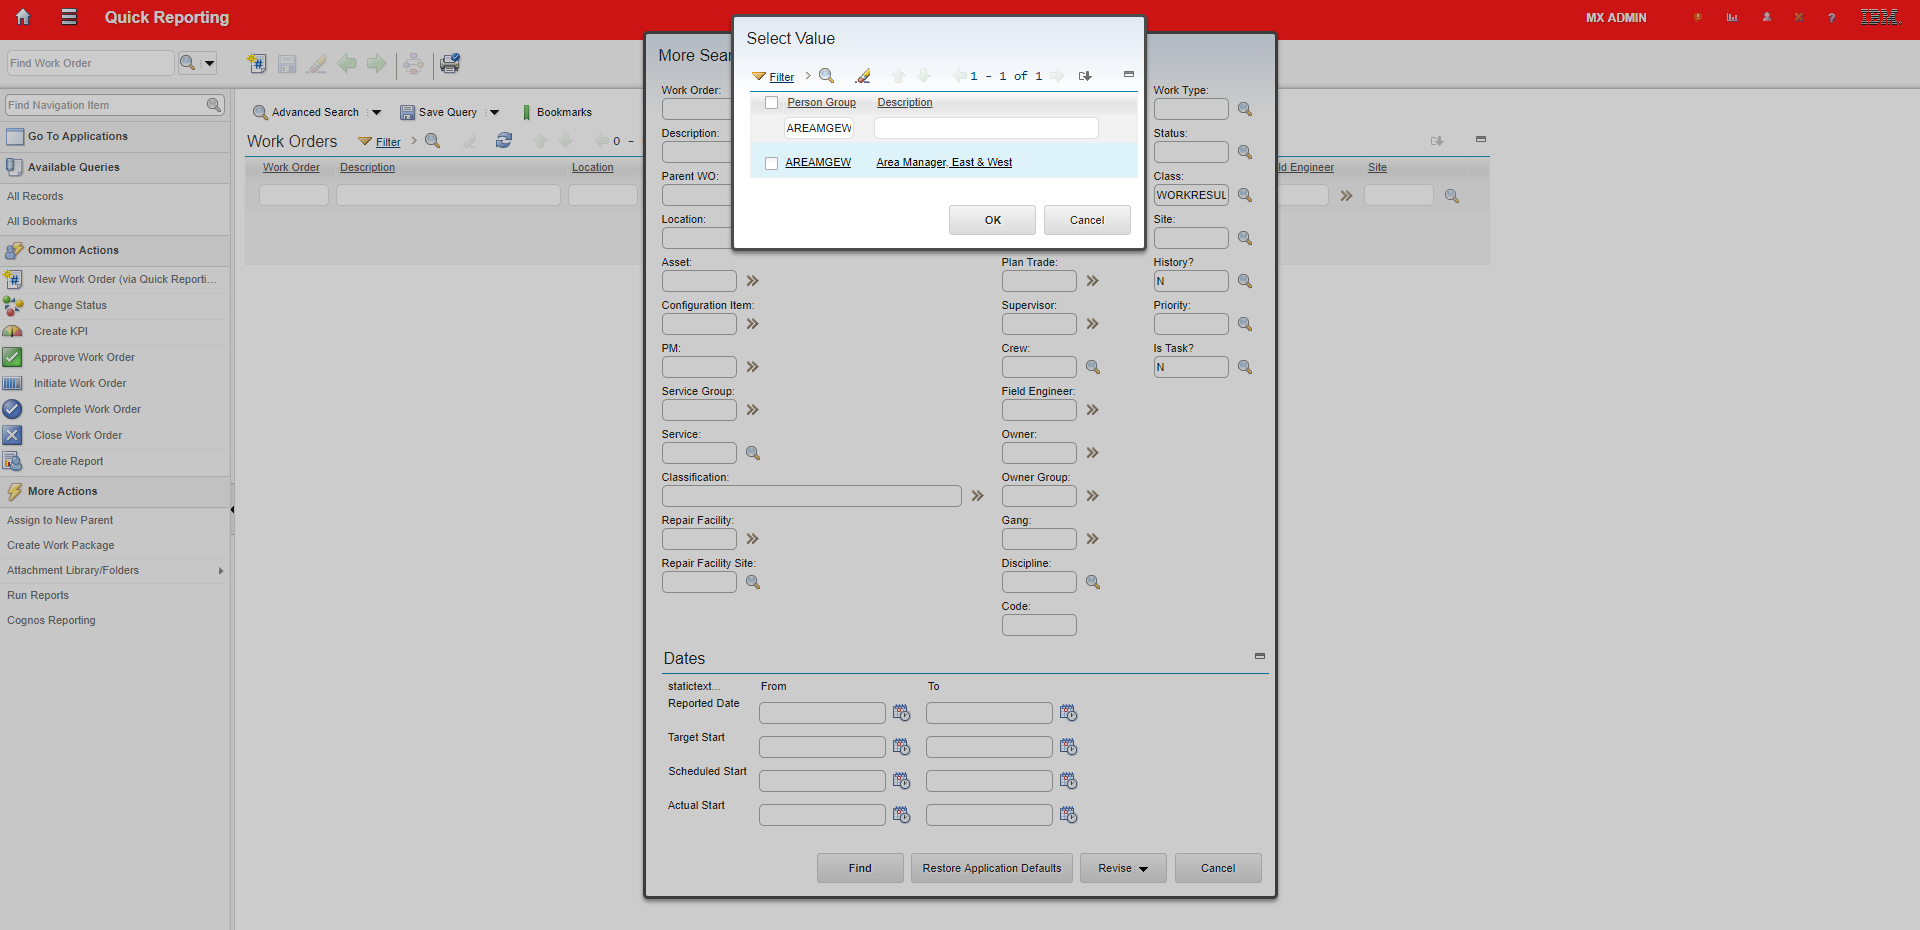 Quick Reporting
MX ADMIN
?
IBM
Find Work Order
Find Navigation Item
Go To Applications
Available Queries
All Records
All Bookmarks
Common Actions
New Work Order (via Quick Reporti...
Change Status
Create KPI
Approve Work Order
Initiate Work Order
Complete Work Order
Close Work Order
Create Report
More Actions
Assign to New Parent
Create Work Package
Attachment Library/Folders
Run Reports
Cognos Reporting
Advanced Search
Save Query
Bookmarks
Work Orders
Filter
0 -
Work Order
Description
Location
ld Engineer
Site
More Sear
Work Order:
Description:
Parent WO:
Location:
Asset:
Configuration Item:
PM:
Service Group:
Service:
Classification:
Repair Facility:
Repair Facility Site:
Plan Trade:
Supervisor:
Crew:
Field Engineer:
Owner:
Owner Group:
Gang:
Discipline:
Code:
Work Type:
Status:
Class:
WORKRESUL
Site:
History?
N
Priority:
Is Task?
N
Select Value
Filter
1 - 1 of 1
Person Group
Description
AREAMGEW
AREAMGEW
Area Manager, East & West
OK
Cancel
Dates
statictext...
From
To
Reported Date
Target Start
Scheduled Start
Actual Start
Find
Restore Application Defaults
Revise
Cancel